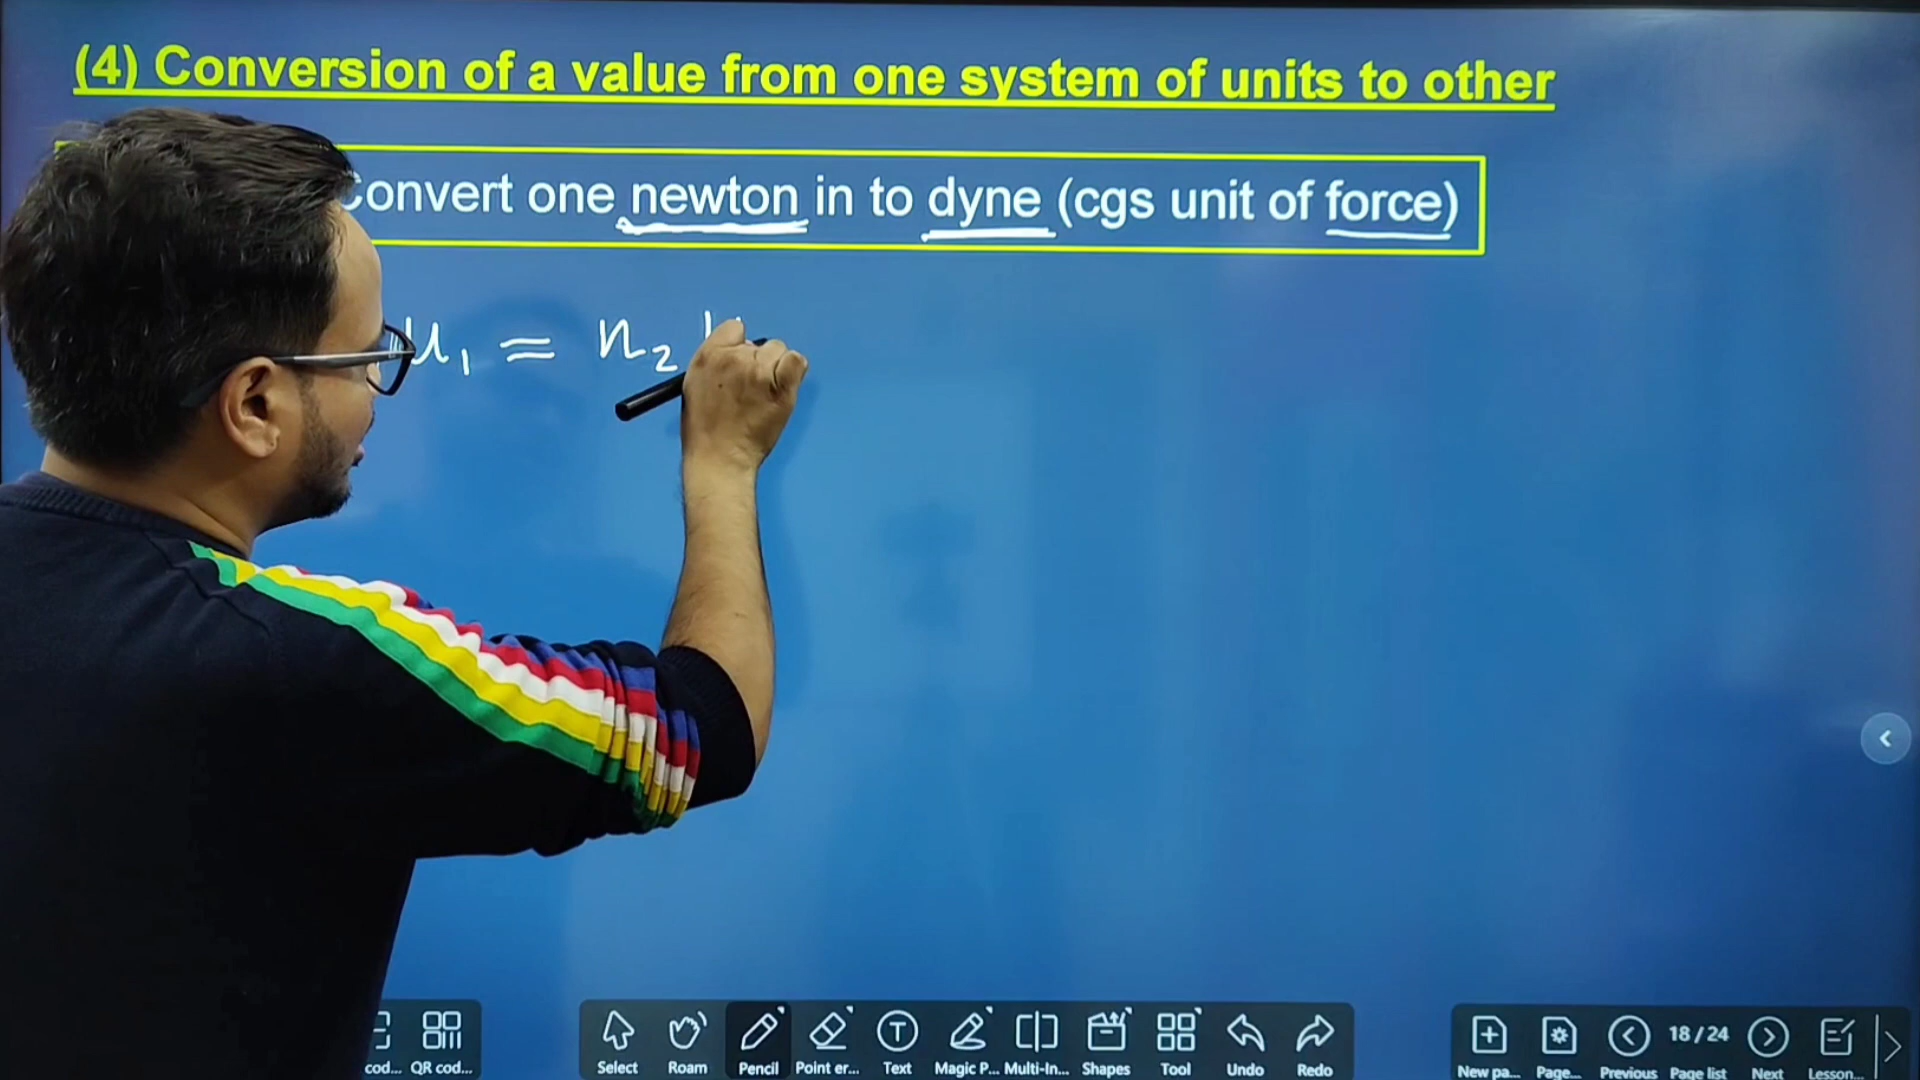 (4) Conversion of a value from one system of units to other
Convert one newton in to dyne (cgs unit of force)
u₁ = n₂
cod... QR cod... Select Roam Pencil Point er... Text Magic P... Multi-In... Shapes Tool Undo Redo New pa... Page... Previous 18/24 Page list Next Lesson...